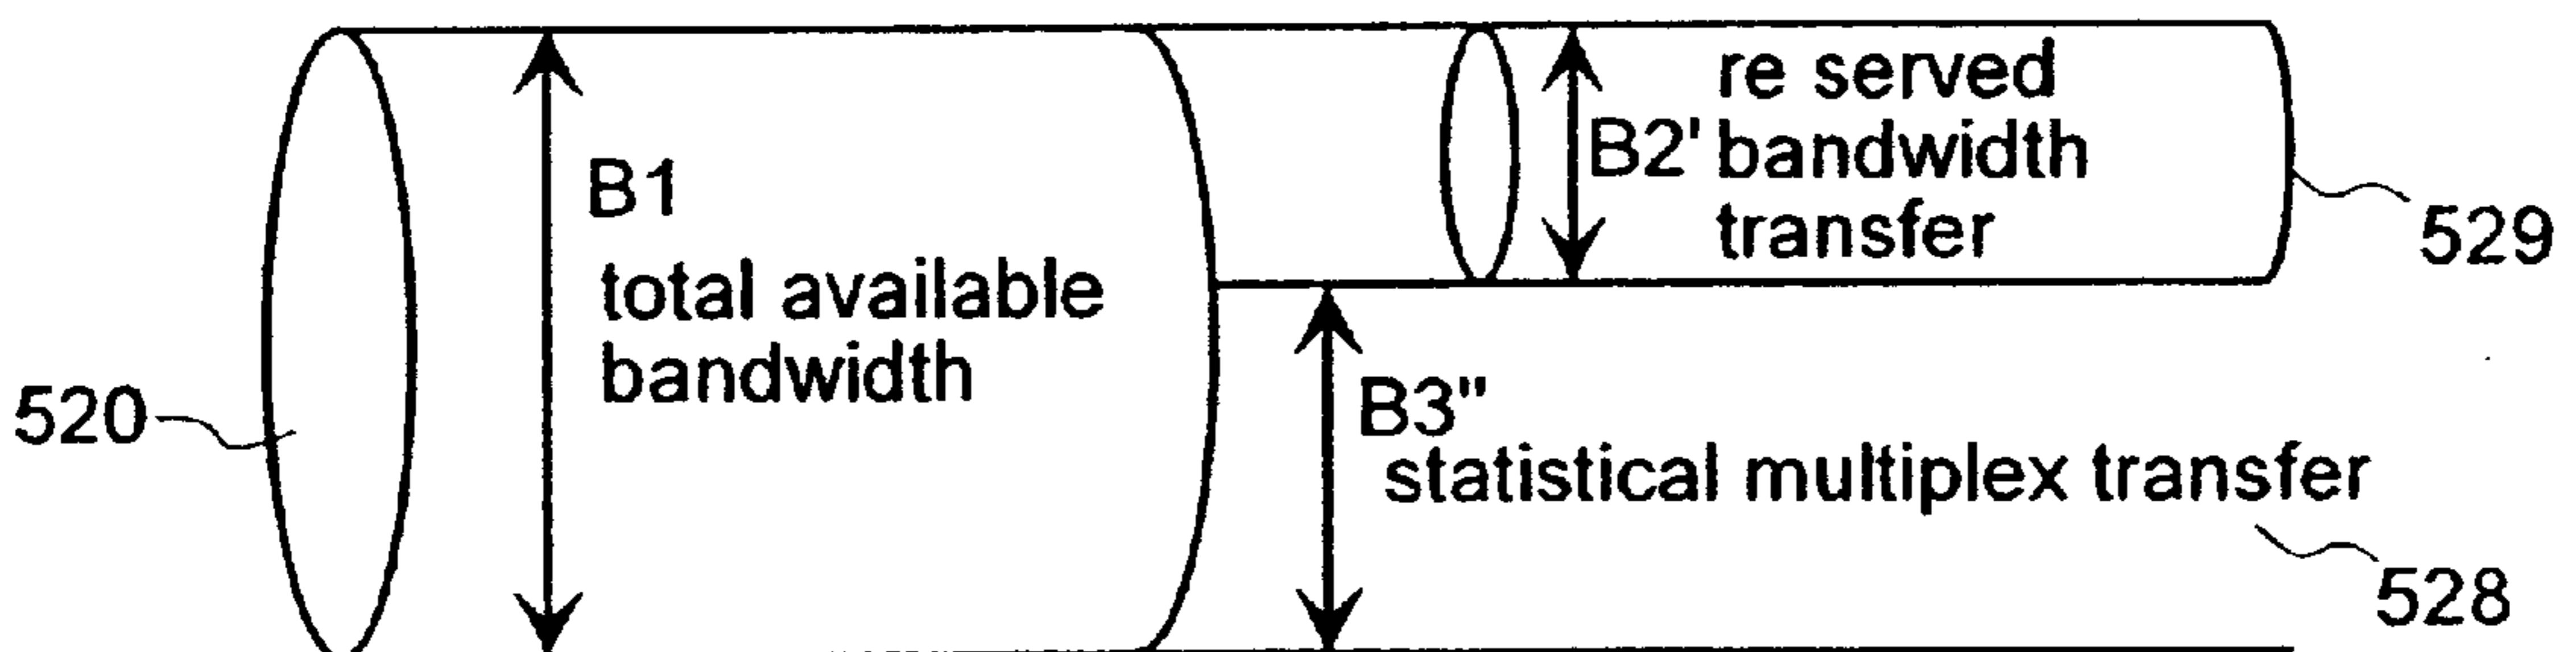 B1
total available
bandwidth
520
B2'
re served
bandwidth
transfer
529
B3"
statistical multiplex transfer
528